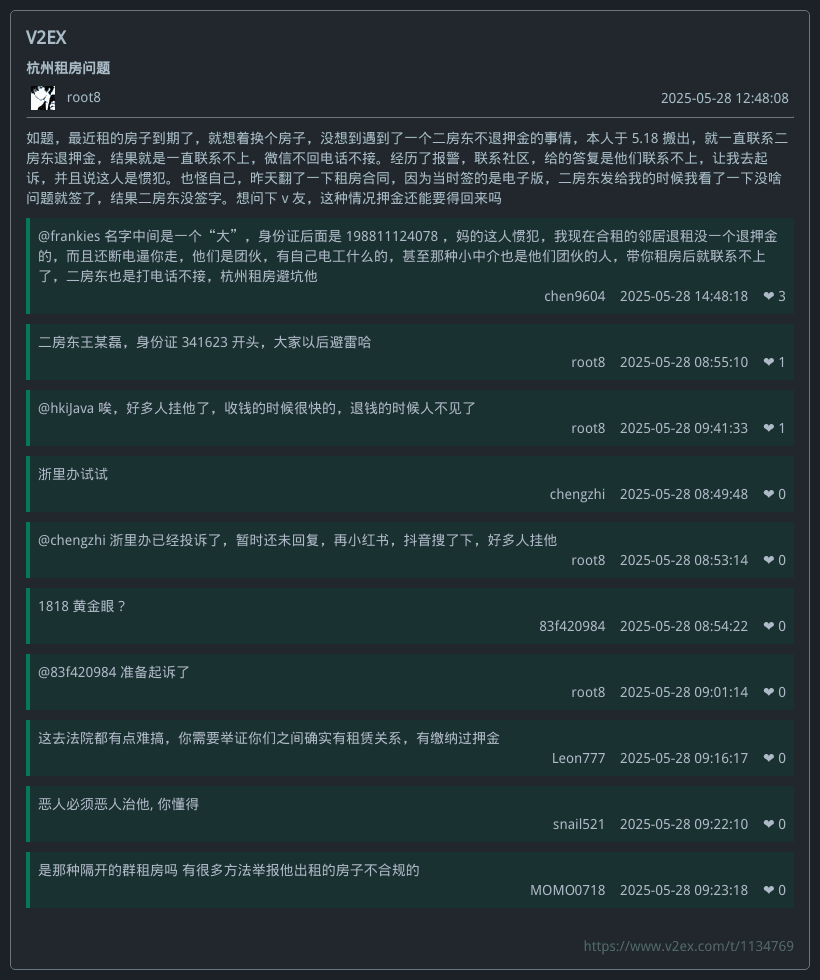 V2EX
杭州租房问题
root8 2025-05-28 12:48:08
如题，最近租的房子到期了，就想着换个房子，没想到遇到了一个二房东不退押金的事情，本人于 5.18 搬出，就一直联系二
房东退押金，结果就是一直联系不上，微信不回电话不接。经历了报警，联系社区，给的答复是他们联系不上，让我去起
诉，并且说这人是惯犯。也怪自己，昨天翻了一下租房合同，因为当时签的是电子版，二房东发给我的时候我看了一下没啥
问题就签了，结果二房东没签字。想问下 v 友，这种情况押金还能要得回来吗
@frankies 名字中间是一个“大”，身份证后面是 198811124078 ，妈的这人惯犯，我现在合租的邻居退租没一个退押金
的，而且还断电逼你走，他们是团伙，有自己电工什么的，甚至那种小中介也是他们团伙的人，带你租房后就联系不上
了，二房东也是打电话不接，杭州租房避坑他
chen9604 2025-05-28 14:48:18 ❤ 3
二房东王某磊，身份证 341623 开头，大家以后避雷哈
root8 2025-05-28 08:55:10 ❤ 1
@hkiJava 唉，好多人挂他了，收钱的时候很快的，退钱的时候人不见了
root8 2025-05-28 09:41:33 ❤ 1
浙里办试试
chengzhi 2025-05-28 08:49:48 ❤ 0
@chengzhi 浙里办已经投诉了，暂时还未回复，再小红书，抖音搜了下，好多人挂他
root8 2025-05-28 08:53:14 ❤ 0
1818 黄金眼？
83f420984 2025-05-28 08:54:22 ❤ 0
@83f420984 准备起诉了
root8 2025-05-28 09:01:14 ❤ 0
这去法院都有点难搞，你需要举证你们之间确实有租赁关系，有缴纳过押金
Leon777 2025-05-28 09:16:17 ❤ 0
恶人必须恶人治他, 你懂得
snail521 2025-05-28 09:22:10 ❤ 0
是那种隔开的群租房吗 有很多方法举报他出租的房子不合规的
MOMO0718 2025-05-28 09:23:18 ❤ 0
https://www.v2ex.com/t/1134769